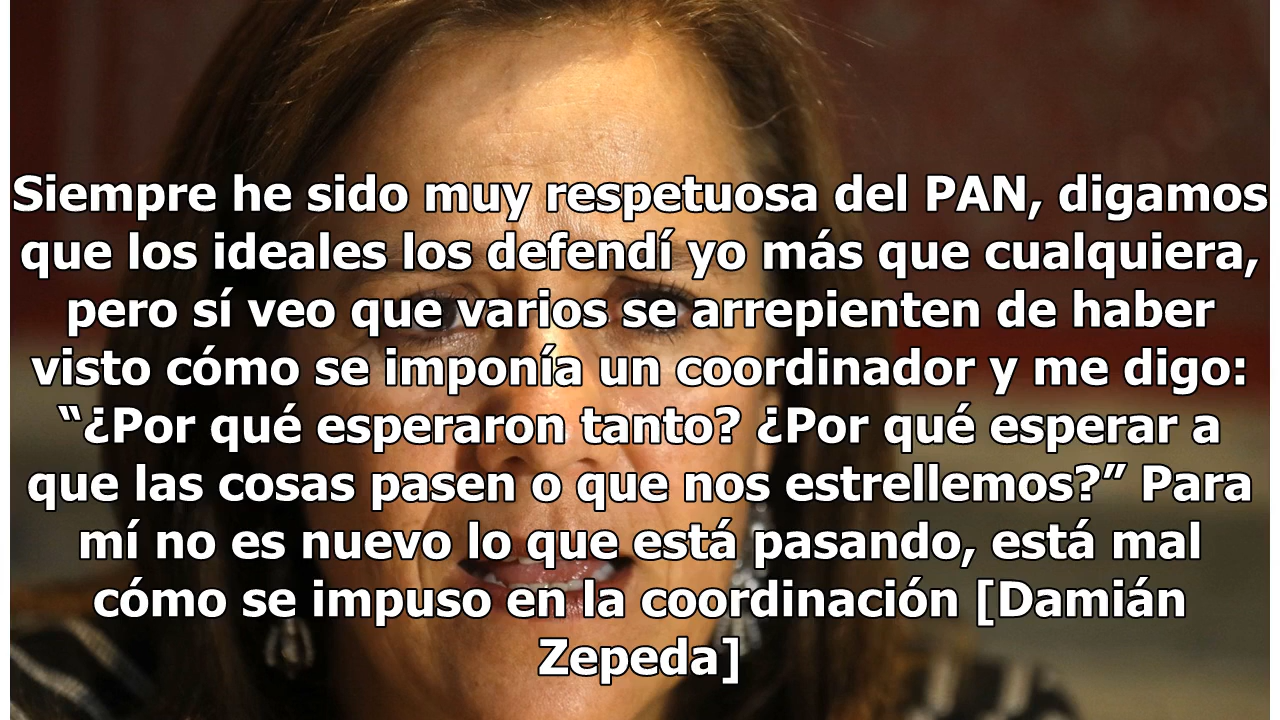 Siempre he sido muy respetuosa del PAN, digamos
que los ideales los defendí yo más que cualquiera,
pero sí veo que varios se arrepienten de haber
visto cómo se imponía un coordinador y me digo:
“¿Por qué esperaron tanto? ¿Por qué esperar a
que las cosas pasen o que nos estrellemos?” Para
mí no es nuevo lo que está pasando, está mal
cómo se impuso en la coordinación [Damián
Zepeda]